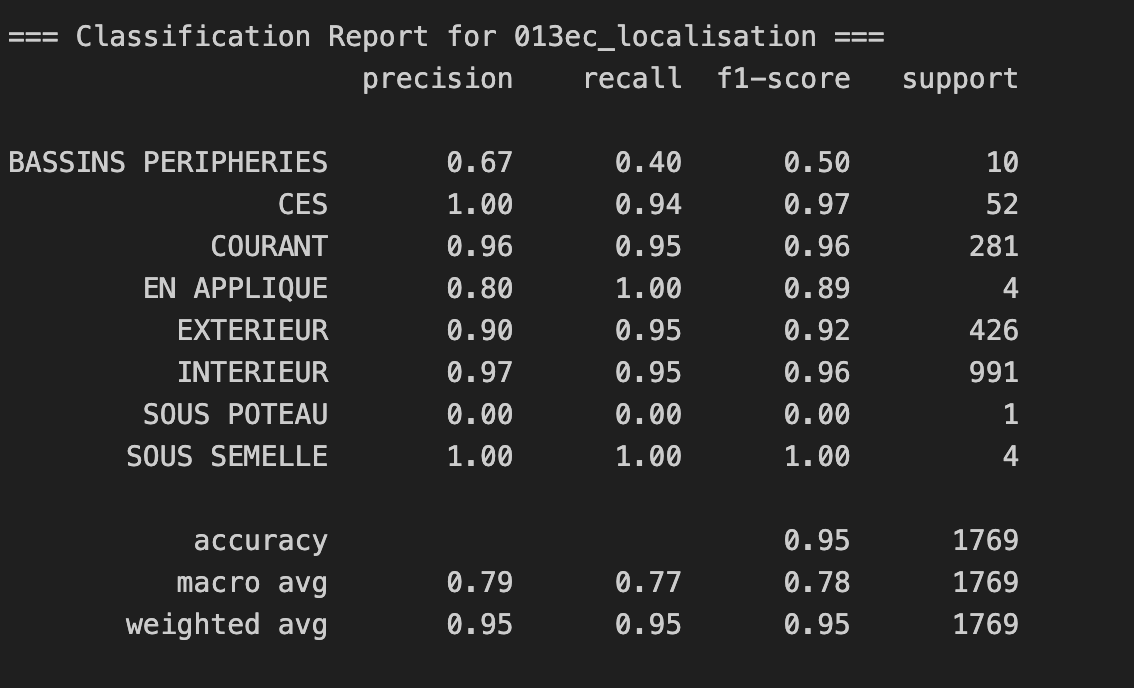 === Classification Report for 013ec_localisation ===
precision recall f1-score support
BASSINS PERIPHERIES 0.67 0.40 0.50 10
CES 1.00 0.94 0.97 52
COURANT 0.96 0.95 0.96 281
EN APPLIQUE 0.80 1.00 0.89 4
EXTERIEUR 0.90 0.95 0.92 426
INTERIEUR 0.97 0.95 0.96 991
SOUS POTEAU 0.00 0.00 0.00 1
SOUS SEMELLE 1.00 1.00 1.00 4
accuracy 0.95 1769
macro avg 0.79 0.77 0.78 1769
weighted avg 0.95 0.95 0.95 1769